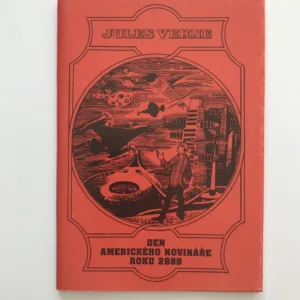 JULES VERNE
DEN
AMERICKÉHO NOVINÁŘE
ROKU 2889